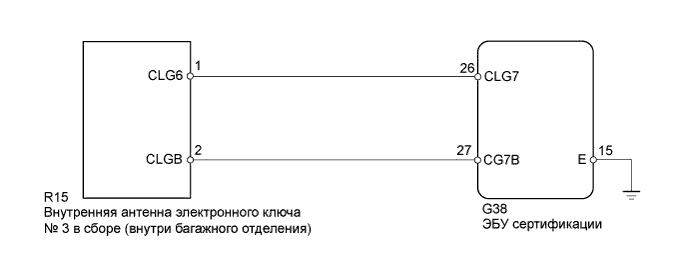 CLG6 1 26 CLG7
CLGB 2 27 CG7B E 15
R15
Внутренняя антенна электронного ключа
№ 3 в сборе (внутри багажного отделения)
G38
ЭБУ сертификации